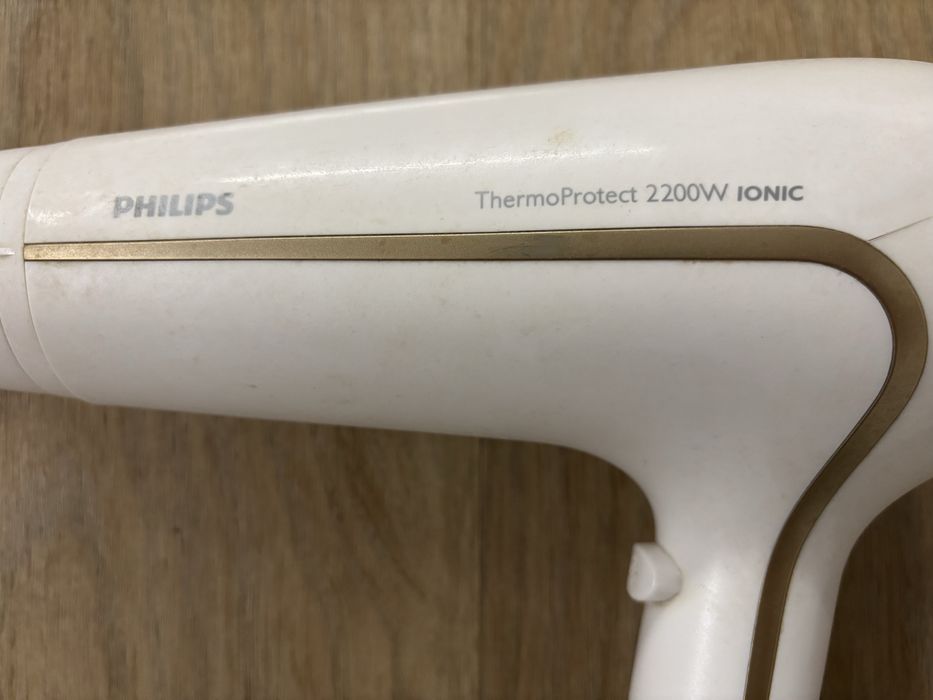 PHILIPS
ThermoProtect 2200W IONIC